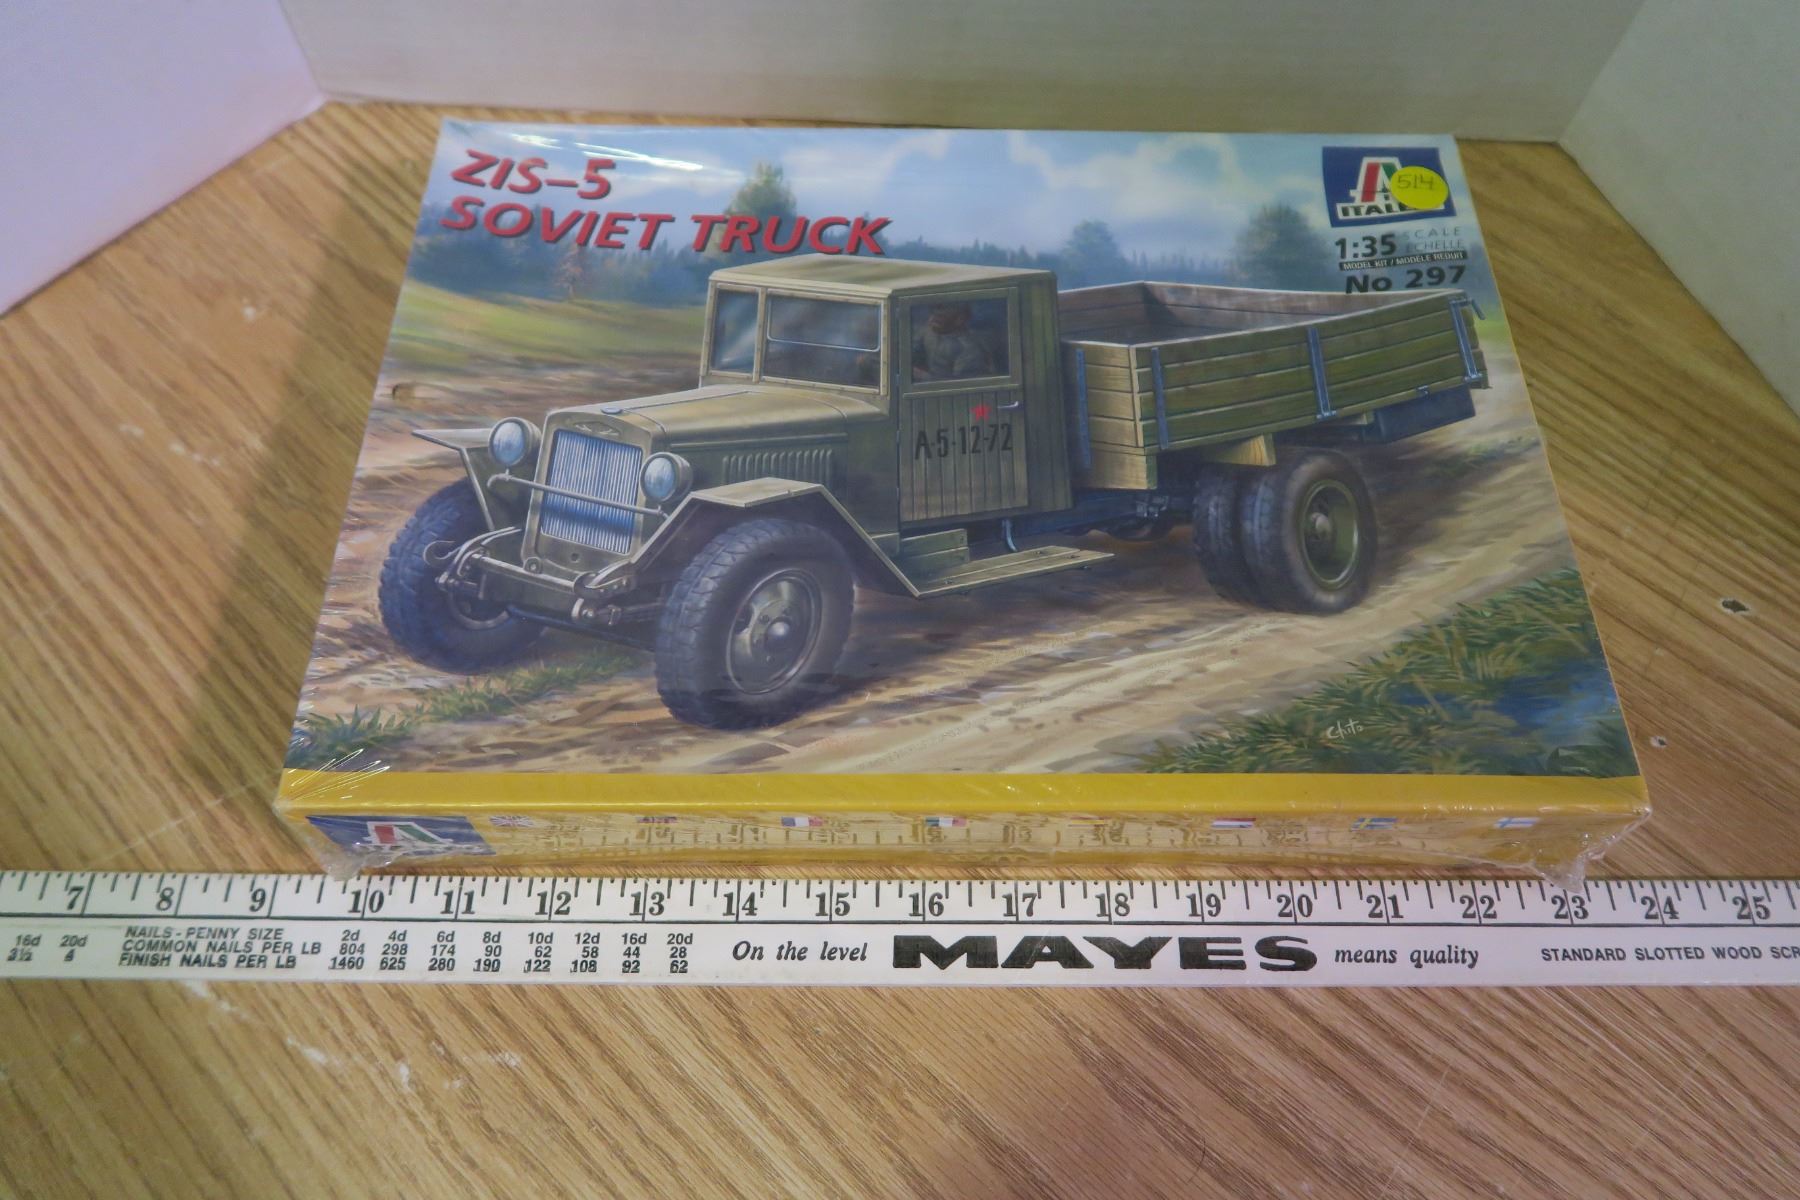 ZIS-5
SOVIET TRUCK
514
1:35 SCALE
ECHELLE
MODEL KIT / MODELE REDUIT
No 297
A-5-12-72
Chito
7 8 9 10 11 12 13 14 15 16 17 18 19 20 21 22 23 24 25
16d 20d
3½ 4
NAILS - PENNY SIZE 2d 4d 6d 8d 10d 12d 16d 20d
COMMON NAILS PER LB 804 298 174 90 62 58 44 28
FINISH NAILS PER LB 1460 625 280 190 122 108 92 62
On the level MAYES means quality
STANDARD SLOTTED WOOD SCR